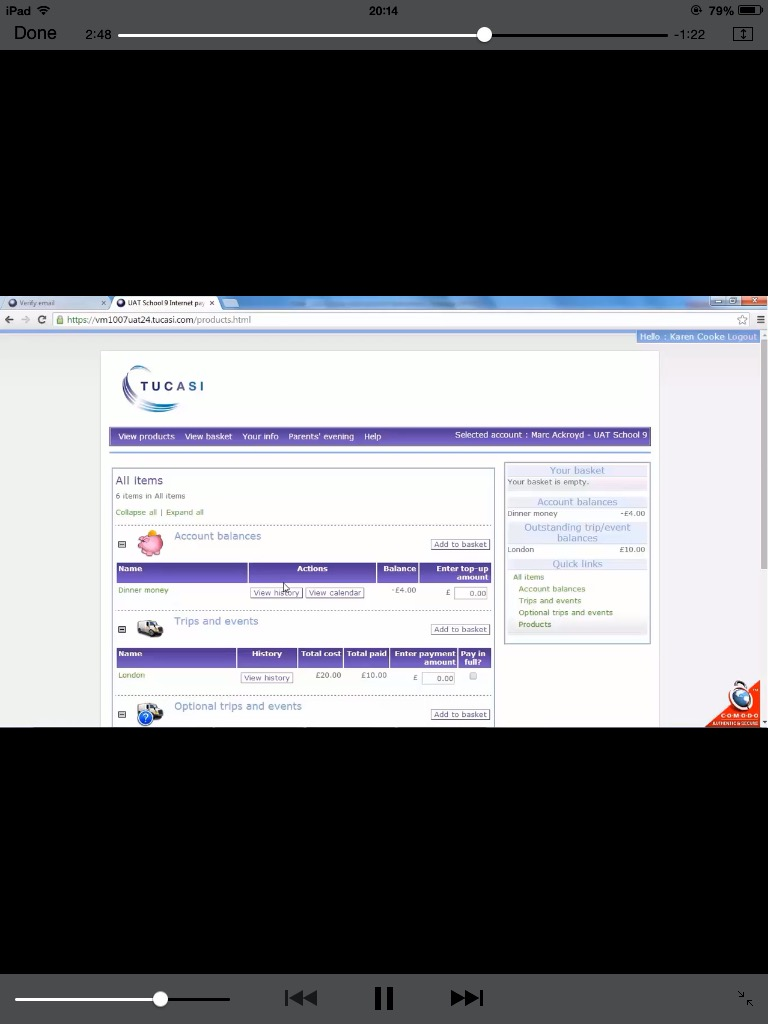 iPad 20:14 79%
Done 2:48 -1:22
Verify email UAT School 9 Internet pa
https://vm1007uat24.tucasi.com/products.html
Hello : Karen Cooke Logout
TUCASI
View products View basket Your info Parents' evening Help Selected account : Marc Ackroyd - UAT School 9
All items
6 items in All items
Collapse all | Expand all
Account balances
Add to basket
Name Actions Balance Enter top-up amount
Dinner money View history View calendar -£4.00 £ 0.00
Trips and events
Add to basket
Name History Total cost Total paid Enter payment amount Pay in full?
London View history £20.00 £10.00 £ 0.00
Optional trips and events
Add to basket
Your basket
Your basket is empty.
Account balances
Dinner money -£4.00
Outstanding trip/event
balances
London £10.00
Quick links
All items
Account balances
Trips and events
Optional trips and events
Products
COMODO
AUTHENTIC & SECURE